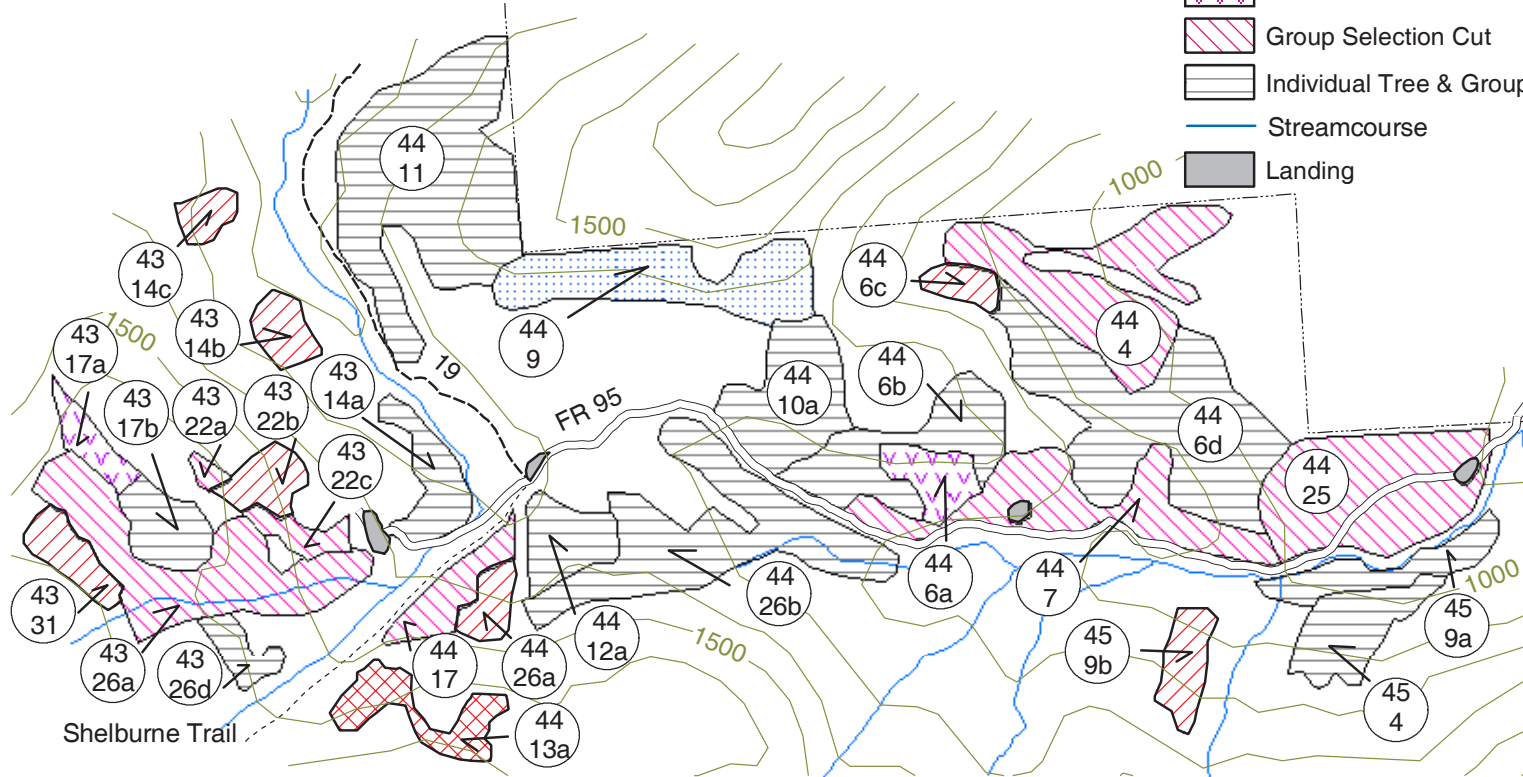 Group Selection Cut
Individual Tree & Group
Streamcourse
Landing
44
11
1000
1500
43
14c
44
6c
43
14b
44
4
1500
43
17a
44
9
19
43
14a
44
10a
44
6b
43
17b
43
22a
43
22b
FR 95
44
6d
43
22c
44
25
44
6a
44
7
44
26b
1000
43
31
45
9a
44
12a
45
9b
1500
43
26a
43
26d
44
17
44
26a
45
4
Shelburne Trail
44
13a